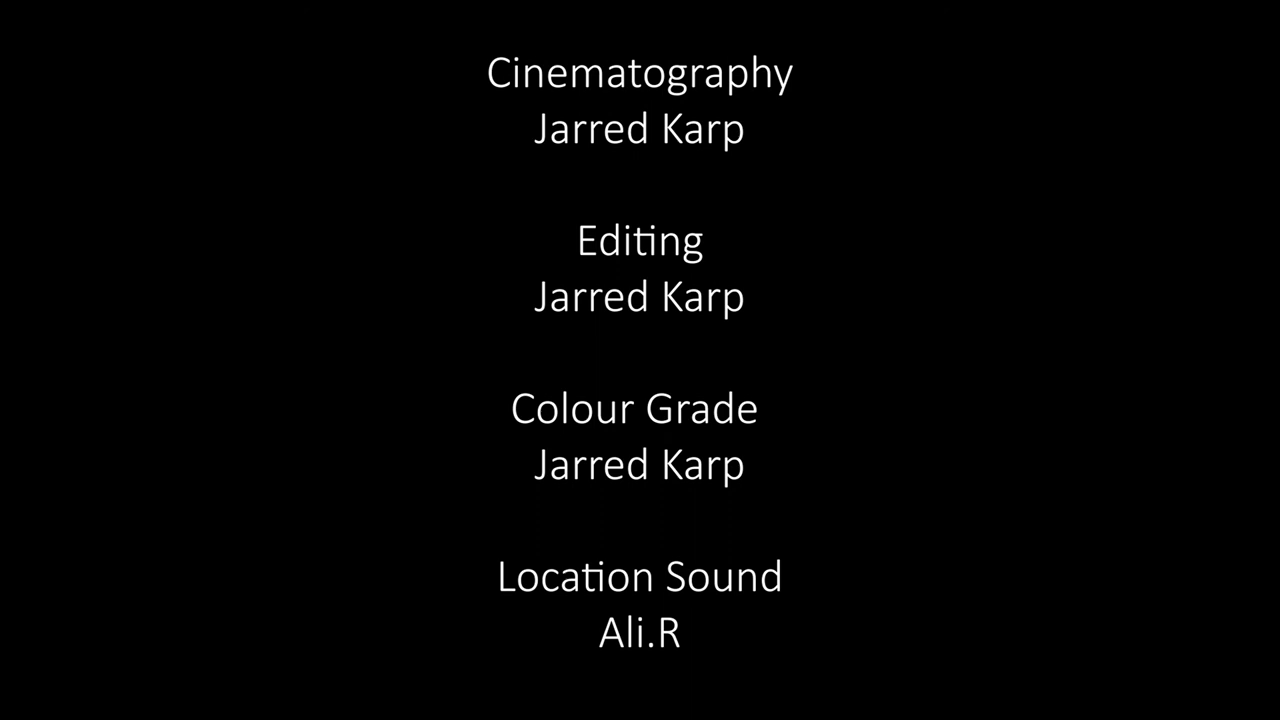 Cinematography
Jarred Karp
Editing
Jarred Karp
Colour Grade
Jarred Karp
Location Sound
Ali.R